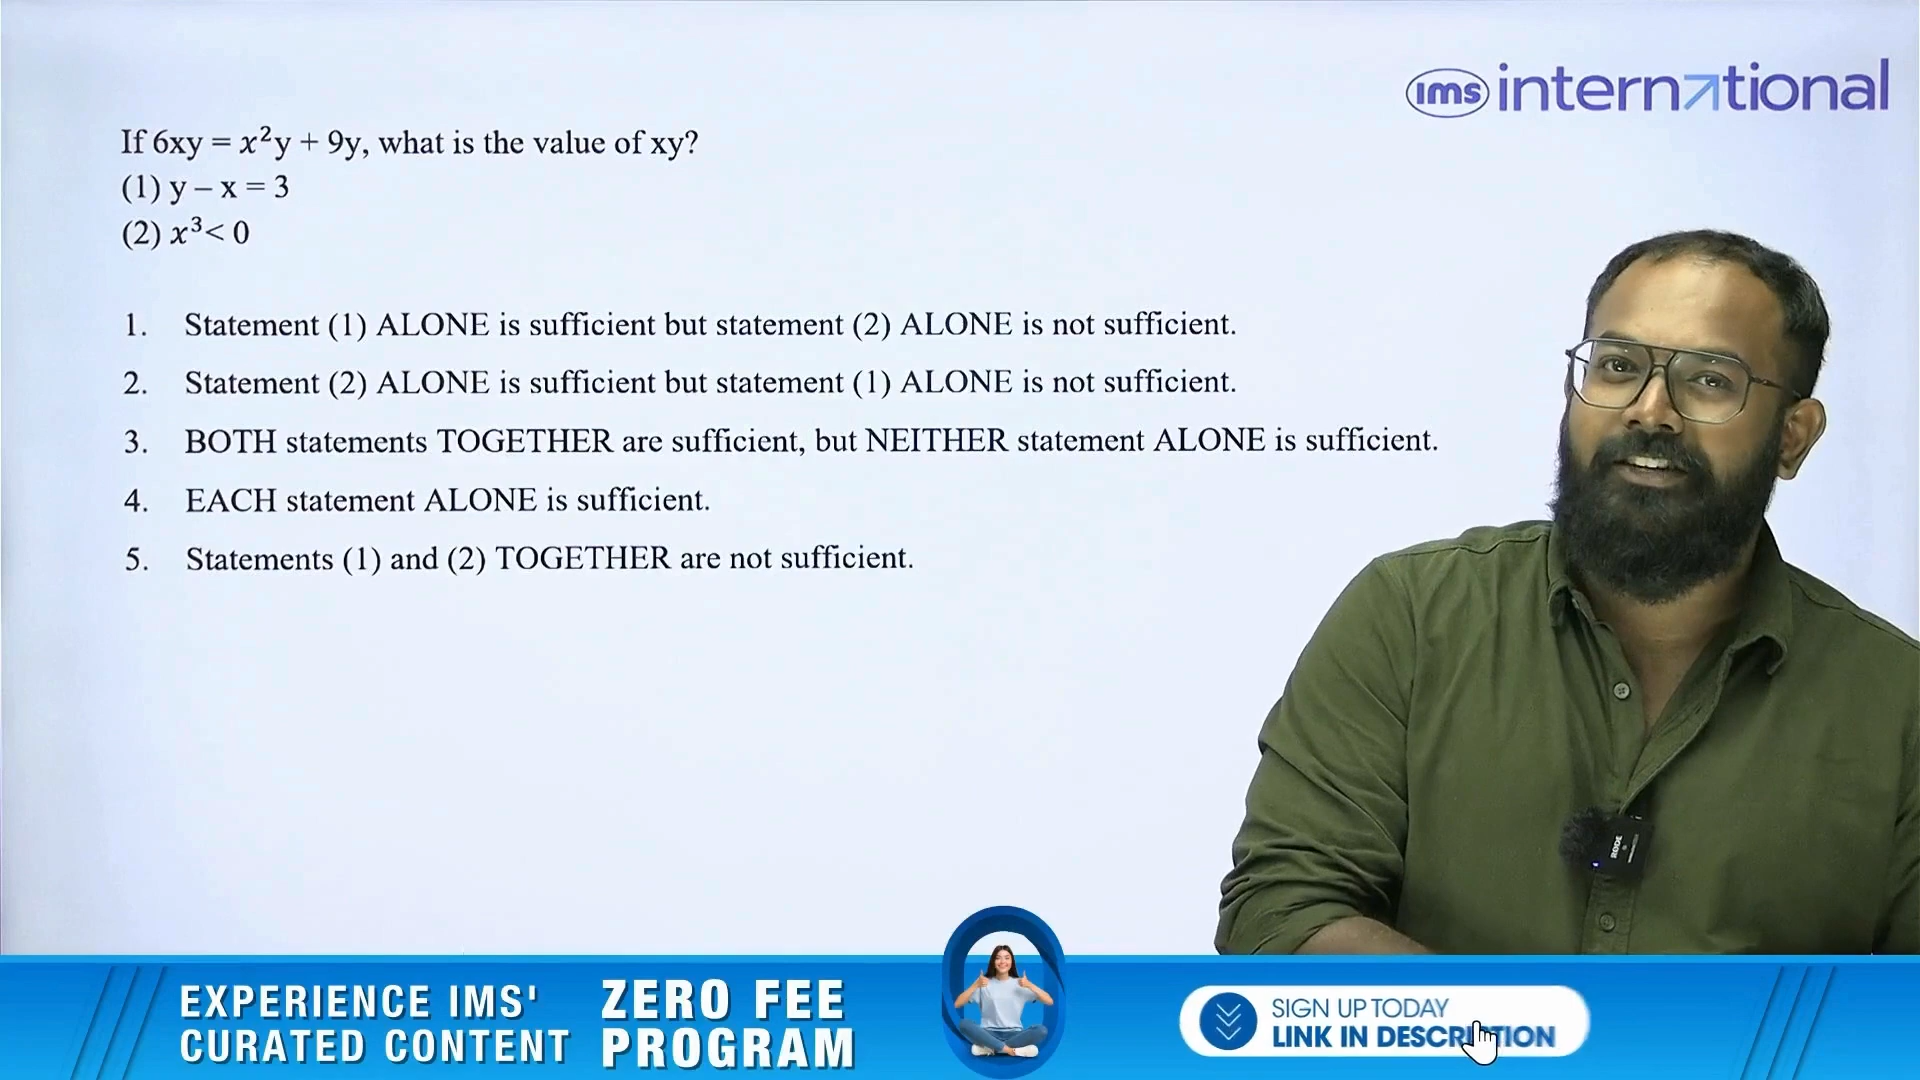 ims international
If 6xy = x²y + 9y, what is the value of xy?
(1) y – x = 3
(2) x³< 0
1. Statement (1) ALONE is sufficient but statement (2) ALONE is not sufficient.
2. Statement (2) ALONE is sufficient but statement (1) ALONE is not sufficient.
3. BOTH statements TOGETHER are sufficient, but NEITHER statement ALONE is sufficient.
4. EACH statement ALONE is sufficient.
5. Statements (1) and (2) TOGETHER are not sufficient.
RODE
EXPERIENCE IMS'
CURATED CONTENT
ZERO FEE
PROGRAM
SIGN UP TODAY
LINK IN DESCRIPTION